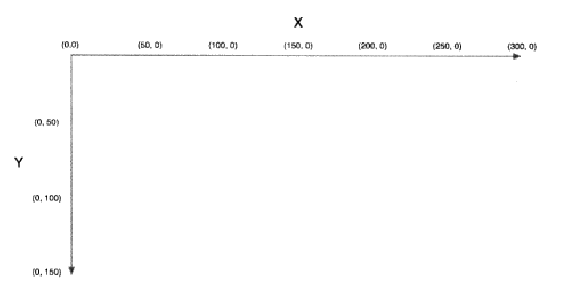 X
(0.0) (50, 0) (100, 0) (150, 0) (200, 0) (250, 0) (300, 0)
(0, 50)
Y
(0, 100)
(0, 150)